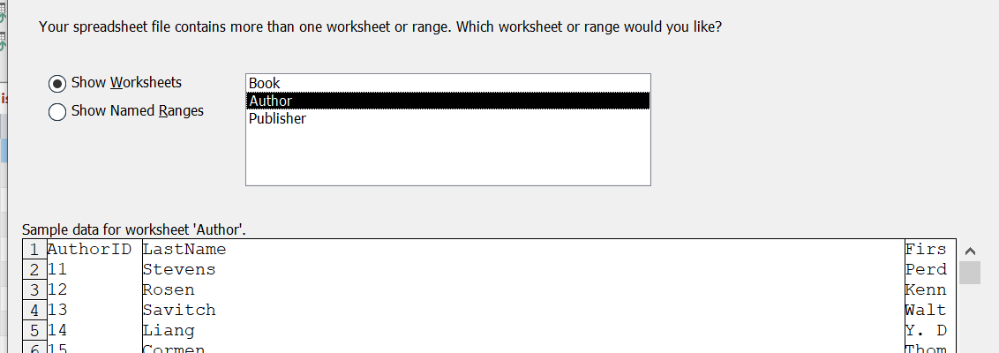 Your spreadsheet file contains more than one worksheet or range. Which worksheet or range would you like?
Show Worksheets
Show Named Ranges
Book
Author
Publisher
Sample data for worksheet 'Author'.
1 AuthorID LastName Firs
2 11 Stevens Perd
3 12 Rosen Kenn
4 13 Savitch Walt
5 14 Liang Y. D
6 15 Cormen Thom